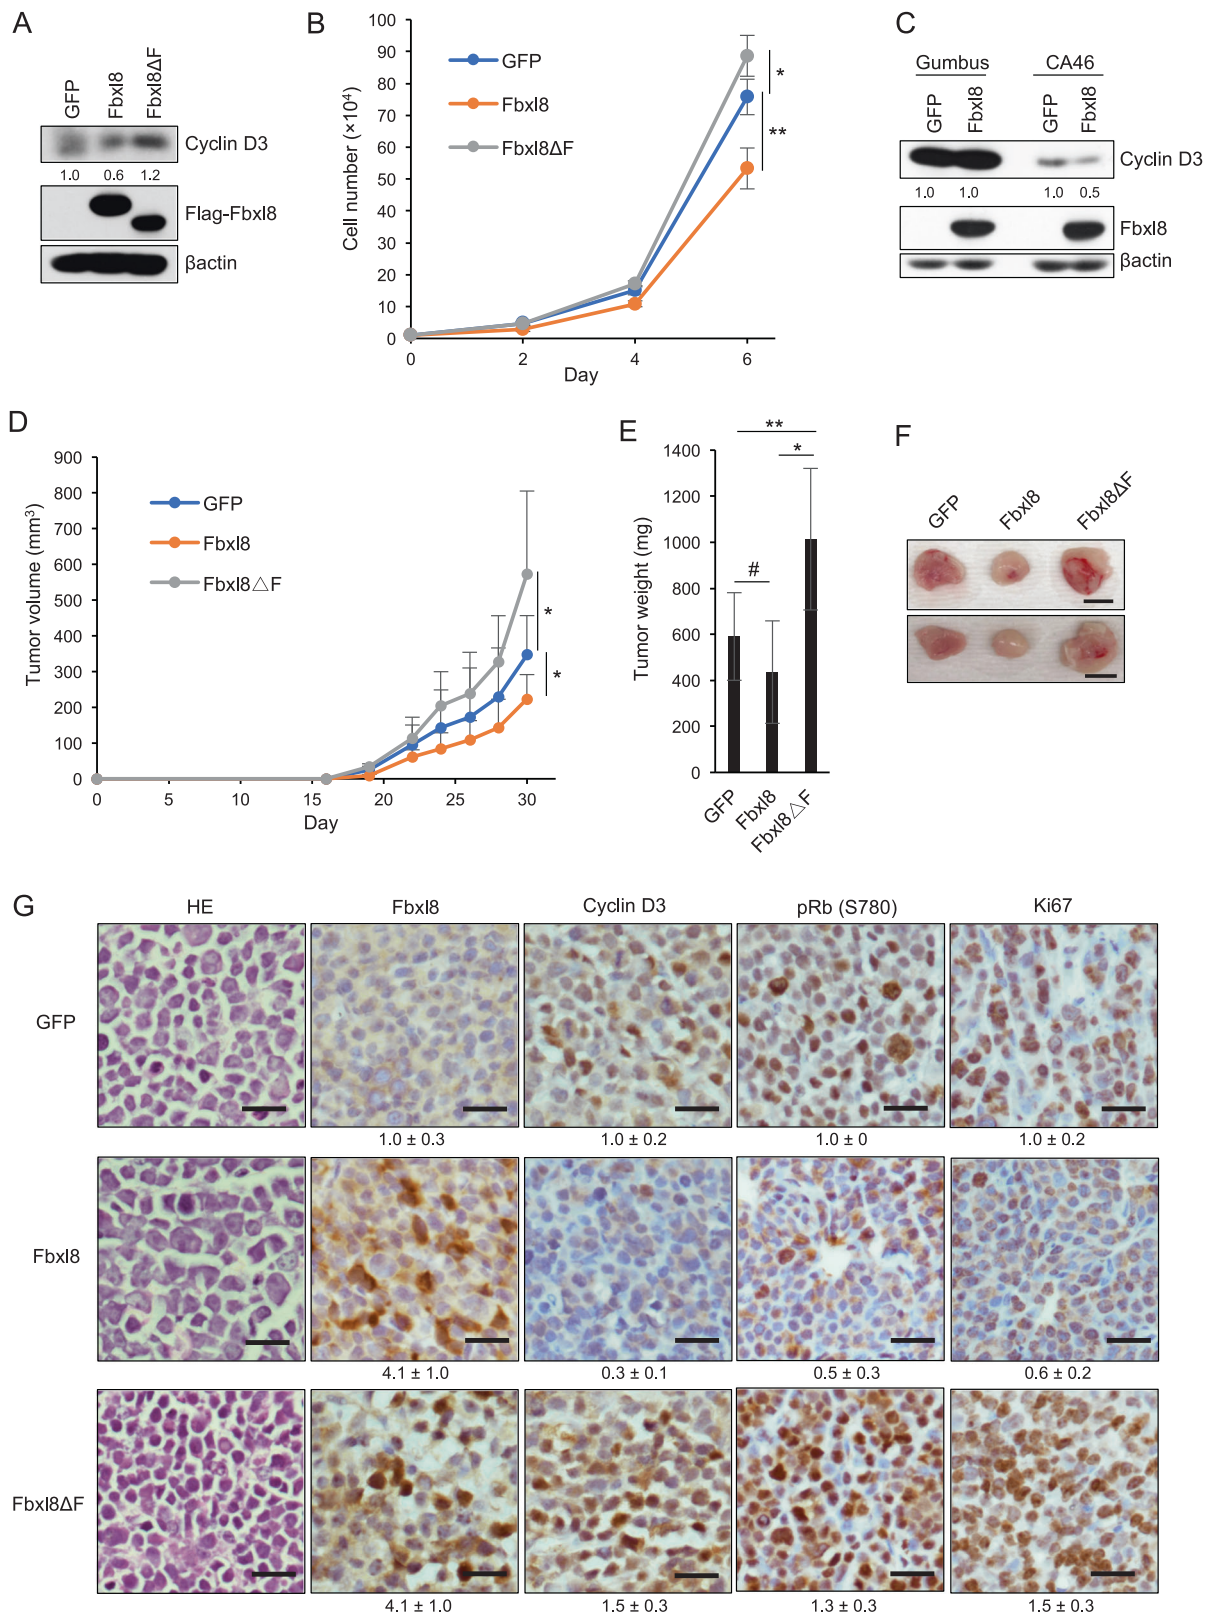 A
GFP
Fbxl8
Fbxl8ΔF
Cyclin D3
1.0 0.6 1.2
Flag-Fbxl8
βactin
B
100
90
80
70
60
50
40
30
20
10
0
Cell number (×10⁴)
GFP
Fbxl8
Fbxl8ΔF
*
**
0 2 4 6
Day
C
Gumbus CA46
GFP
Fbxl8
GFP
Fbxl8
Cyclin D3
1.0 1.0 1.0 0.5
Fbxl8
βactin
D
900
800
700
600
500
400
300
200
100
0
Tumor volume (mm³)
GFP
Fbxl8
Fbxl8△F
*
*
0 5 10 15 20 25 30
Day
E
**
*
#
1400
1200
1000
800
600
400
200
0
Tumor weight (mg)
GFP
Fbxl8
Fbxl8△F
F
GFP
Fbxl8
Fbxl8ΔF
G
HE Fbxl8 Cyclin D3 pRb (S780) Ki67
GFP
1.0 ± 0.3 1.0 ± 0.2 1.0 ± 0 1.0 ± 0.2
Fbxl8
4.1 ± 1.0 0.3 ± 0.1 0.5 ± 0.3 0.6 ± 0.2
Fbxl8ΔF
4.1 ± 1.0 1.5 ± 0.3 1.3 ± 0.3 1.5 ± 0.3